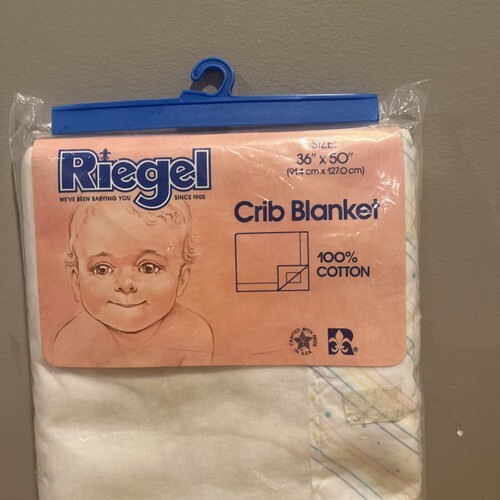 Riegel
WE'VE BEEN BABYING YOU SINCE 1905
SIZE:
36" x 50"
(91.4 cm x 127.0 cm)
Crib Blanket
100%
COTTON
CRAFTED WITH PRIDE
IN U.S.A.
R®